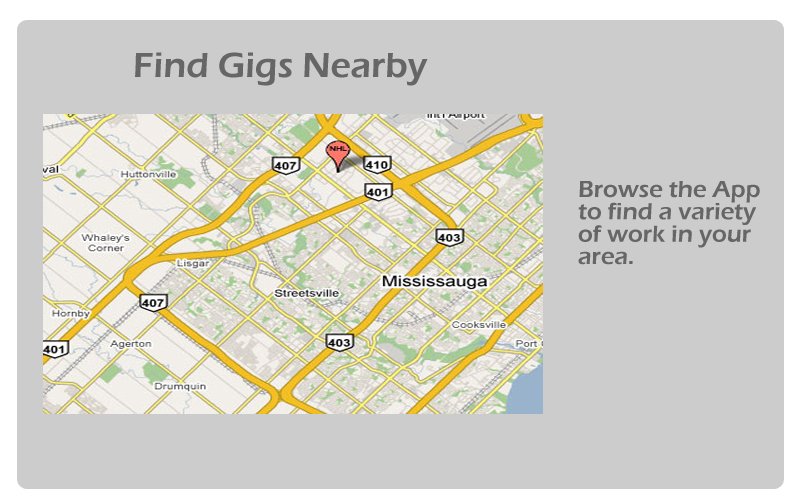 Find Gigs Nearby
Int'l Airport
NHL
407
410
val
Huttonville
401
Whaley's
Corner
403
Lisgar
Mississauga
Streetsville
407
Hornby
Cooksville
401
Agerton
403
Port
Drumquin
Browse the App
to find a variety
of work in your
area.